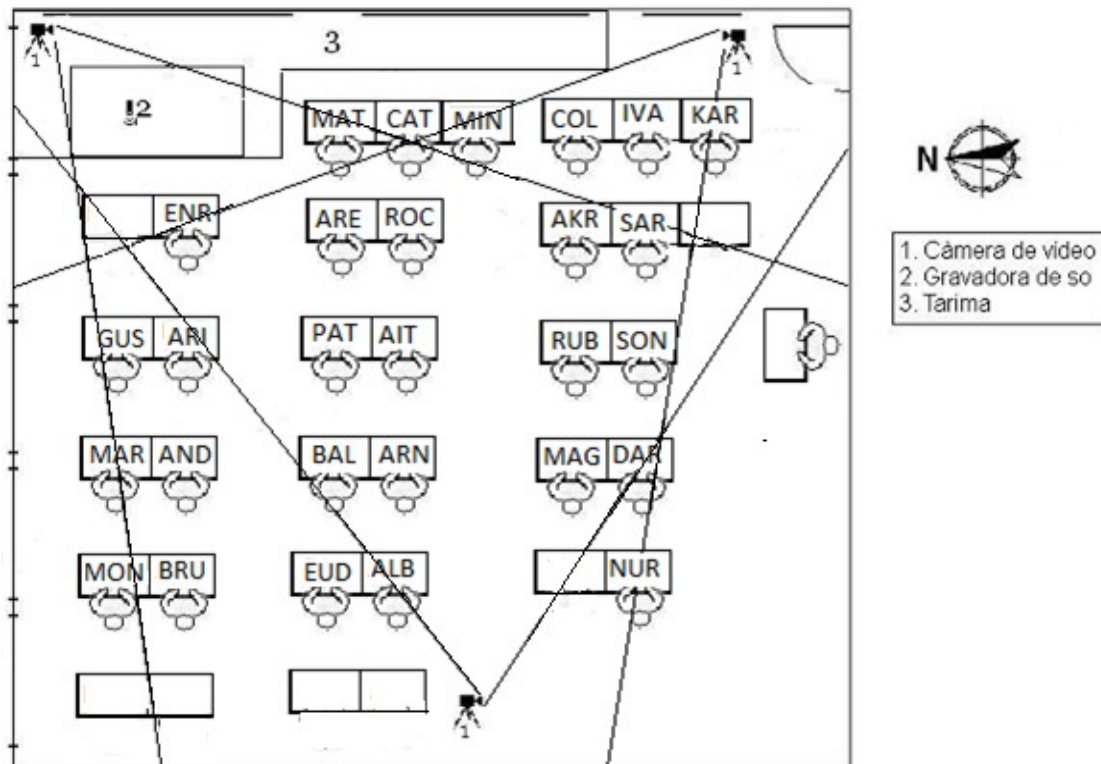 1
3
1
2
MAT CAT MIN COL IVA KAR
N
ENR ARE ROC AKR SAR
1. Càmera de vídeo
2. Gravadora de so
3. Tarima
GUS ARI PAT AIT RUB SON
MAR AND BAL ARN MAG DAR
MON BRU EUD ALB NUR
1